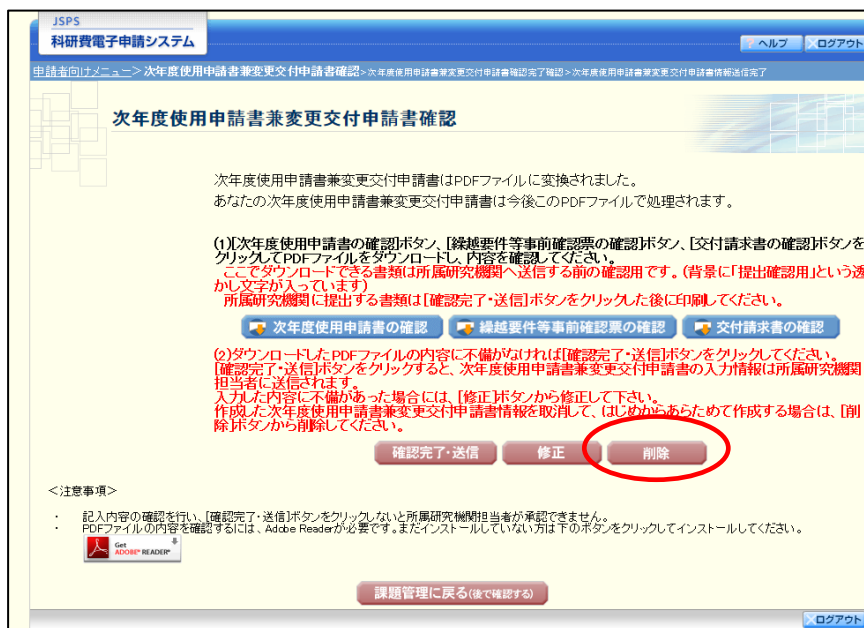 JSPS
科研費電子申請システム
ヘルプ
ログアウト
申請者向けメニュー>次年度使用申請書兼変更交付申請書確認>次年度使用申請書兼変更交付申請書確認完了確認>次年度使用申請書兼変更交付申請書情報送信完了
次年度使用申請書兼変更交付申請書確認
次年度使用申請書兼変更交付申請書はPDFファイルに変換されました。
あなたの次年度使用申請書兼変更交付申請書は今後このPDFファイルで処理されます。
(1)[次年度使用申請書の確認]ボタン、[繰越要件等事前確認票の確認]ボタン、[交付請求書の確認]ボタンを
クリックしてPDFファイルをダウンロードし、内容を確認してください。
ここでダウンロードできる書類は所属研究機関へ送信する前の確認用です。(背景に「提出確認用」という透
かし文字が入っています)
所属研究機関に提出する書類は[確認完了・送信]ボタンをクリックした後に印刷してください。
次年度使用申請書の確認
繰越要件等事前確認票の確認
交付請求書の確認
(2)ダウンロードしたPDFファイルの内容に不備がなければ[確認完了・送信]ボタンをクリックしてください。
[確認完了・送信]ボタンをクリックすると、次年度使用申請書兼変更交付申請書の入力情報は所属研究機関
担当者に送信されます。
入力した内容に不備があった場合には、[修正]ボタンから修正して下さい。
作成した次年度使用申請書兼変更交付申請書情報を取消して、はじめからあらためて作成する場合は、[削
除]ボタンから削除してください。
確認完了・送信
修正
削除
<注意事項>
・ 記入内容の確認を行い、[確認完了・送信]ボタンをクリックしないと所属研究機関担当者が承認できません。
・ PDFファイルの内容を確認するには、Adobe Readerが必要です。まだインストールしていない方は下のボタンをクリックしてインストールしてください。
Get
ADOBE® READER®
課題管理に戻る(後で確認する)
ログアウト